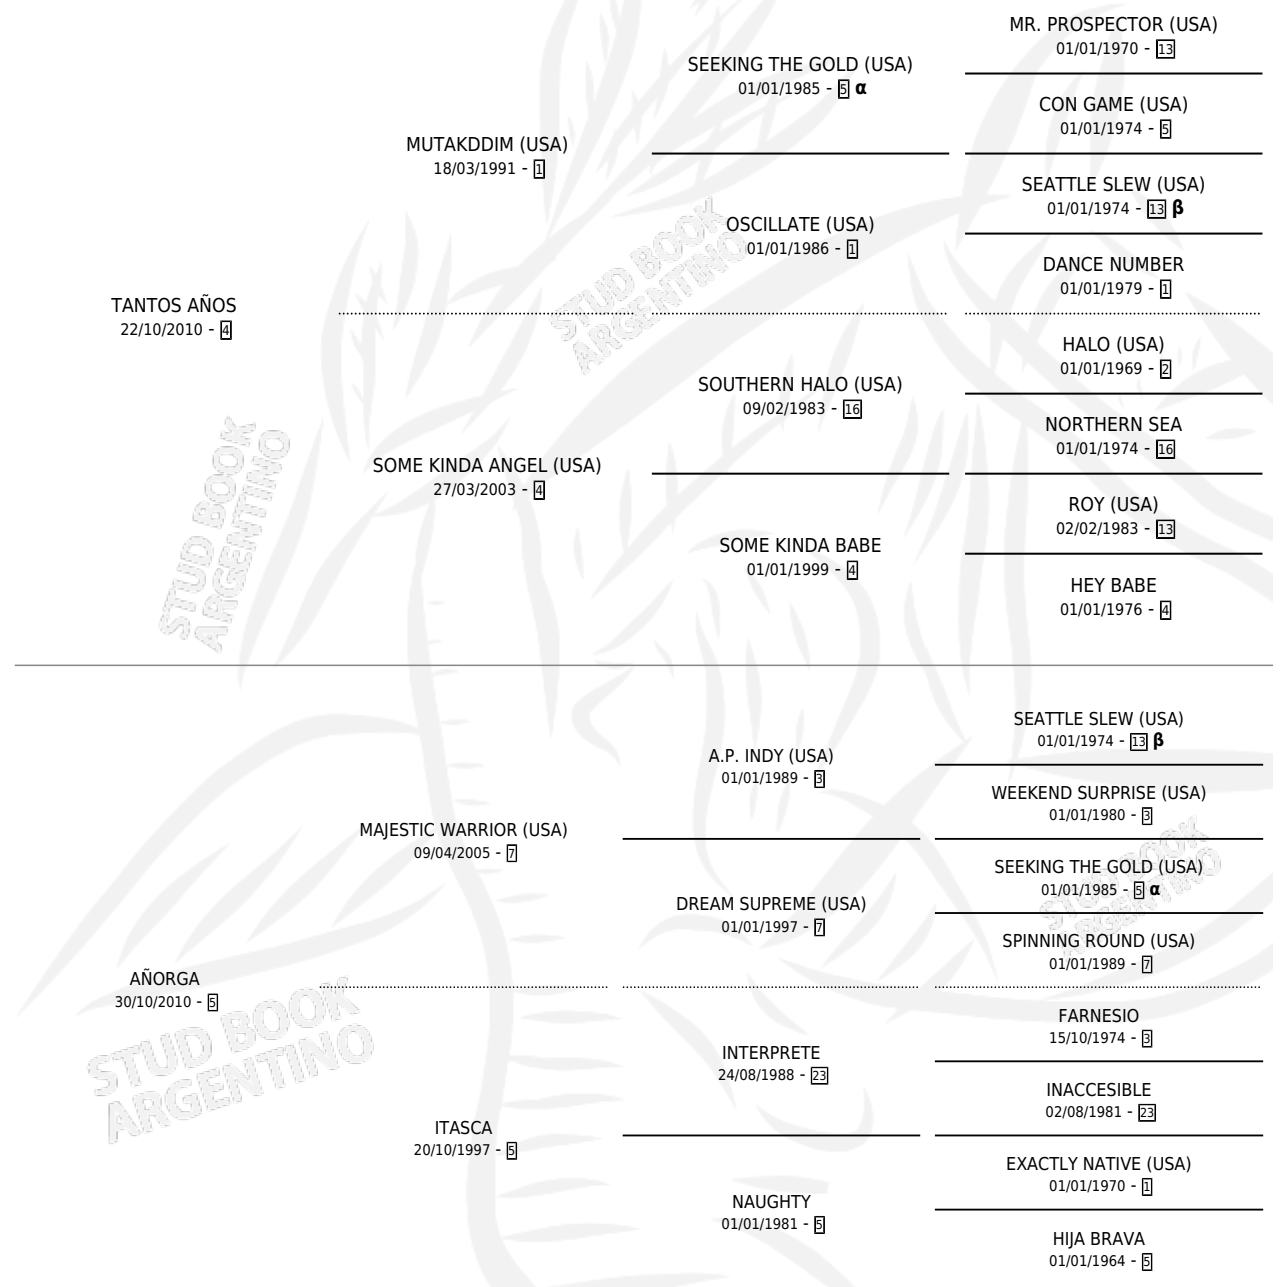 TANTOS AÑOS
22/10/2010 - 4
MUTAKDDIM (USA)
18/03/1991 - 1
SEEKING THE GOLD (USA)
01/01/1985 - 5 α
MR. PROSPECTOR (USA)
01/01/1970 - 13
CON GAME (USA)
01/01/1974 - 5
OSCILLATE (USA)
01/01/1986 - 1
SEATTLE SLEW (USA)
01/01/1974 - 13 β
DANCE NUMBER
01/01/1979 - 1
SOME KINDA ANGEL (USA)
27/03/2003 - 4
SOUTHERN HALO (USA)
09/02/1983 - 16
HALO (USA)
01/01/1969 - 2
NORTHERN SEA
01/01/1974 - 16
SOME KINDA BABE
01/01/1999 - 4
ROY (USA)
02/02/1983 - 13
HEY BABE
01/01/1976 - 4
AÑORGA
30/10/2010 - 5
MAJESTIC WARRIOR (USA)
09/04/2005 - 7
A.P. INDY (USA)
01/01/1989 - 3
SEATTLE SLEW (USA)
01/01/1974 - 13 β
WEEKEND SURPRISE (USA)
01/01/1980 - 3
DREAM SUPREME (USA)
01/01/1997 - 7
SEEKING THE GOLD (USA)
01/01/1985 - 5 α
SPINNING ROUND (USA)
01/01/1989 - 7
ITASCA
20/10/1997 - 5
INTERPRETE
24/08/1988 - 23
FARNESIO
15/10/1974 - 3
INACCESIBLE
02/08/1981 - 23
NAUGHTY
01/01/1981 - 5
EXACTLY NATIVE (USA)
01/01/1970 - 1
HIJA BRAVA
01/01/1964 - 5
STUD BOOK
ARGENTINO
STUD BOOK
ARGENTINO
STUD BOOK
ARGENTINO
STUD BOOK
ARGENTINO